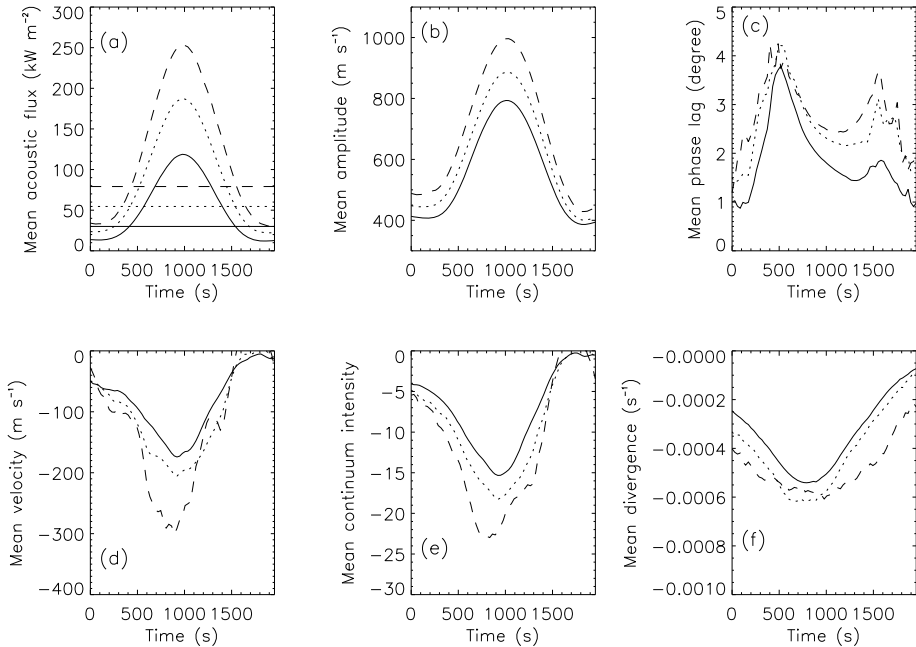 Mean acoustic flux (kW m⁻²)
300
250
200
150
100
50
0
(a)
0 500 1000 1500
Time (s)
Mean amplitude (m s⁻¹)
1000
800
600
400
(b)
0 500 1000 1500
Time (s)
Mean phase lag (degree)
5
4
3
2
1
0
(c)
0 500 1000 1500
Time (s)
Mean velocity (m s⁻¹)
0
−100
−200
−300
−400
(d)
0 500 1000 1500
Time (s)
Mean continuum intensity
0
−5
−10
−15
−20
−25
−30
(e)
0 500 1000 1500
Time (s)
Mean divergence (s⁻¹)
−0.0000
−0.0002
−0.0004
−0.0006
−0.0008
−0.0010
(f)
0 500 1000 1500
Time (s)